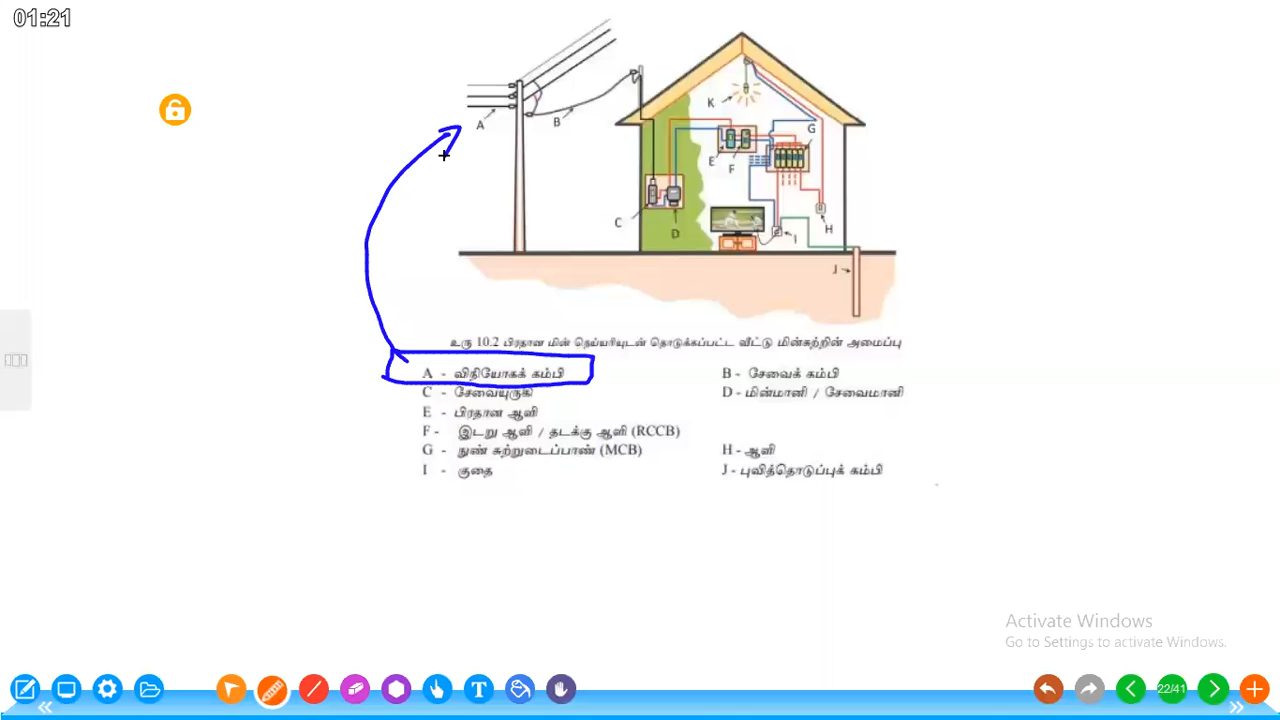 01:21
K
A
B
G
E
F
C
H
D
I
J
உரு 10.2 பிரதான மின் நெய்யரியுடன் தொடுக்கப்பட்ட வீட்டு மின்சுற்றின் அமைப்பு
A - விநியோகக் கம்பி B - சேவைக் கம்பி
C - சேவையுருகி D - மின்மானி / சேவைமானி
E - பிரதான ஆளி
F - இடறு ஆளி / தடக்கு ஆளி (RCCB)
G - நுண் சுற்றுடைப்பான் (MCB) H - ஆளி
I - குதை J - புவித்தொடுப்புக் கம்பி
Activate Windows
Go to Settings to activate Windows.
T
22/41